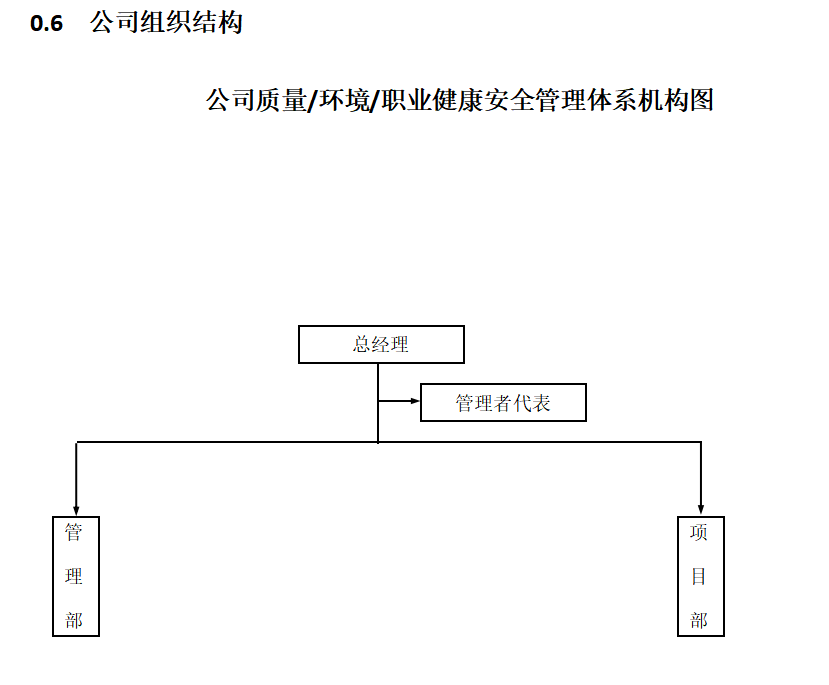 0.6 公司组织结构
公司质量/环境/职业健康安全管理体系机构图
总经理
管理者代表
管理部
项目部